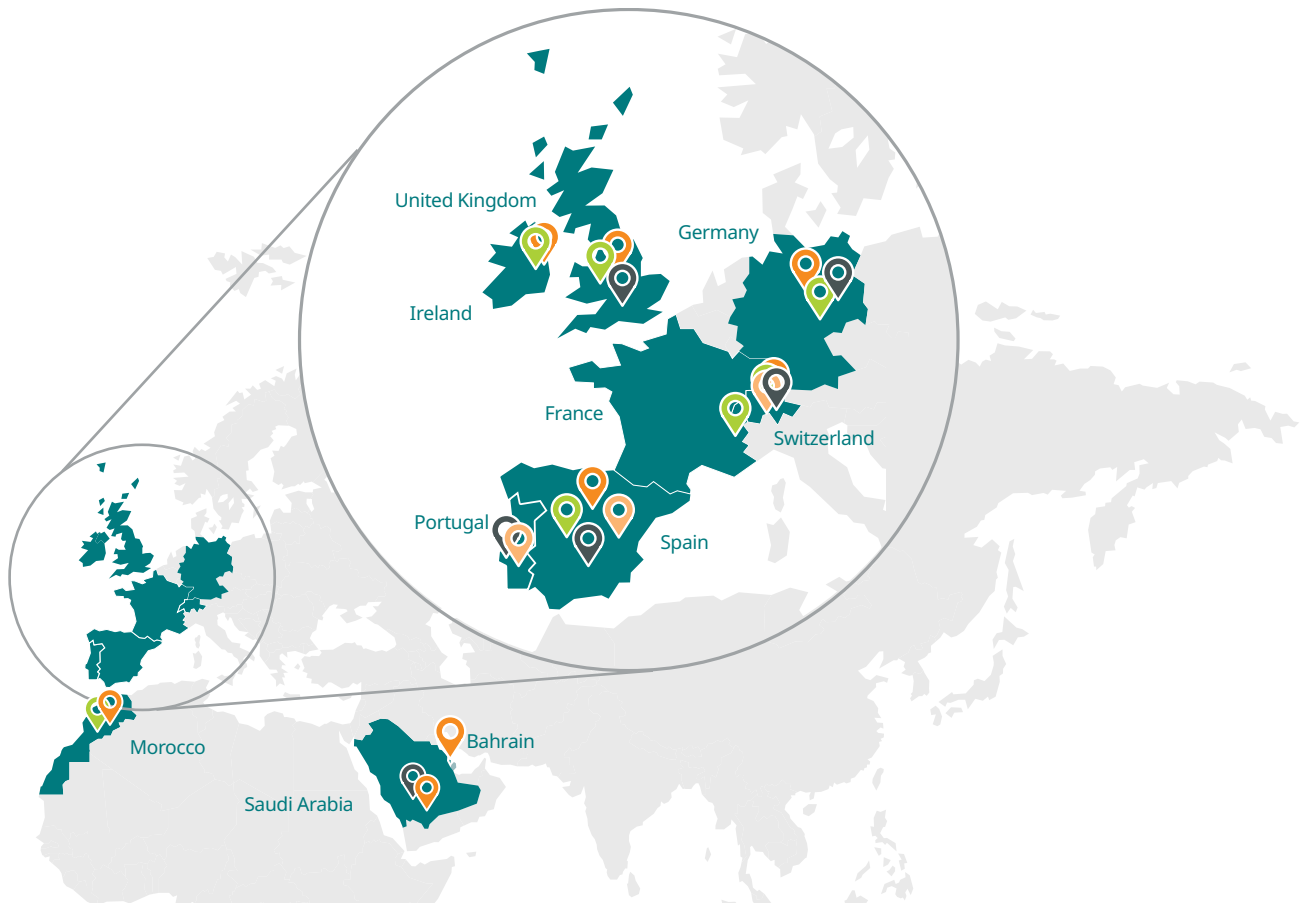 United Kingdom
Germany
Ireland
France
Switzerland
Portugal
Spain
Morocco
Bahrain
Saudi Arabia